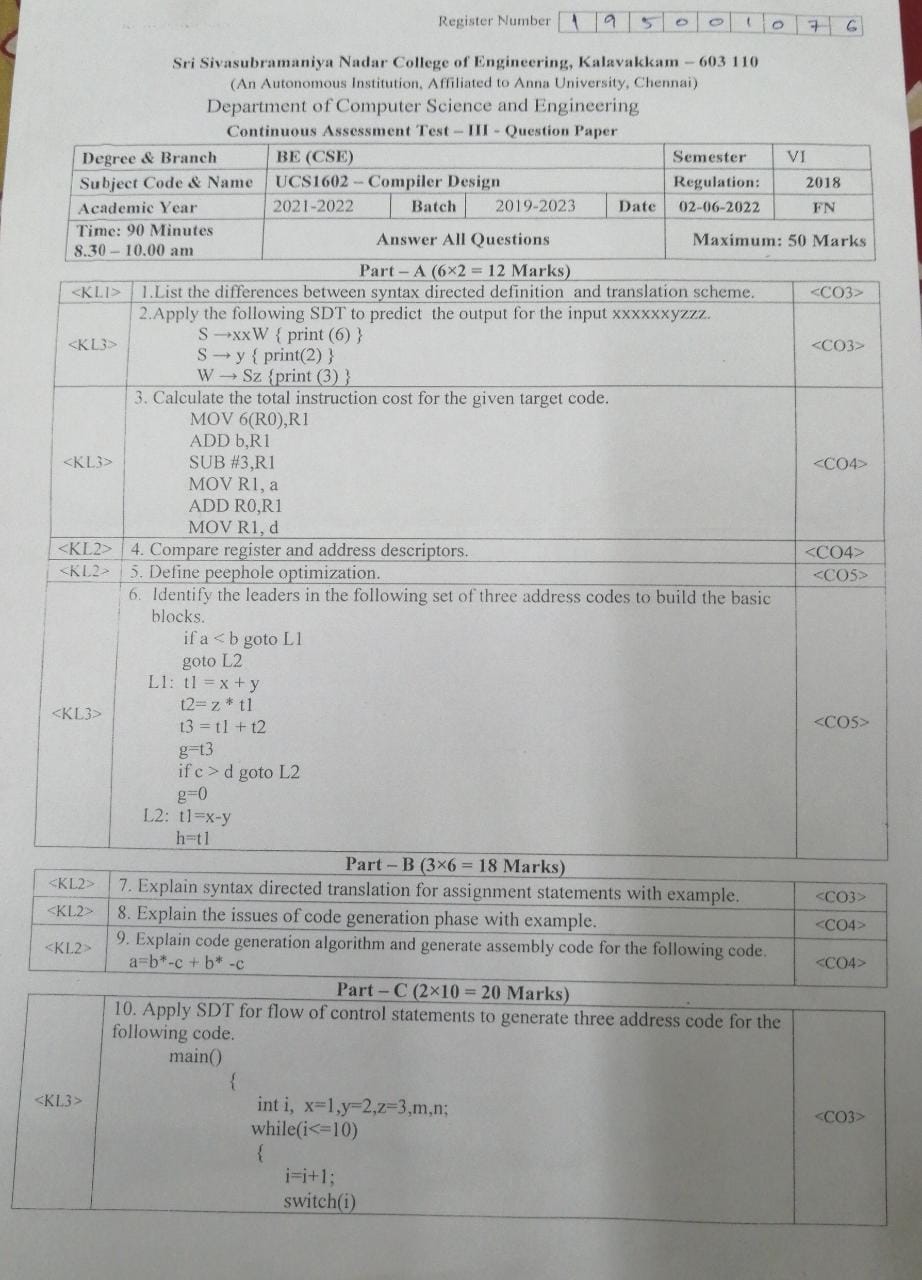 Register Number 1 9 5 0 0 1 0 7 6
Sri Sivasubramaniya Nadar College of Engineering, Kalavakkam – 603 110
(An Autonomous Institution, Affiliated to Anna University, Chennai)
Department of Computer Science and Engineering
Continuous Assessment Test – III - Question Paper
Degree & Branch BE (CSE) Semester VI
Subject Code & Name UCS1602 – Compiler Design Regulation: 2018
Academic Year 2021-2022 Batch 2019-2023 Date 02-06-2022 FN
Time: 90 Minutes
8.30 – 10.00 am Answer All Questions Maximum: 50 Marks
Part – A (6×2 = 12 Marks)
<KL1> 1.List the differences between syntax directed definition and translation scheme. <CO3>
2.Apply the following SDT to predict the output for the input xxxxxxyzzz.
S →xxW { print (6) }
<KL3> S → y { print(2) } <CO3>
W → Sz {print (3) }
3. Calculate the total instruction cost for the given target code.
MOV 6(R0),R1
ADD b,R1
<KL3> SUB #3,R1 <CO4>
MOV R1, a
ADD R0,R1
MOV R1, d
<KL2> 4. Compare register and address descriptors. <CO4>
<KL2> 5. Define peephole optimization. <CO5>
6. Identify the leaders in the following set of three address codes to build the basic
blocks.
if a < b goto L1
goto L2
L1: t1 = x + y
t2= z * t1
<KL3> t3 = t1 + t2 <CO5>
g=t3
if c > d goto L2
g=0
L2: t1=x-y
h=t1
Part – B (3×6 = 18 Marks)
<KL2> 7. Explain syntax directed translation for assignment statements with example. <CO3>
<KL2> 8. Explain the issues of code generation phase with example. <CO4>
<KL2> 9. Explain code generation algorithm and generate assembly code for the following code. <CO4>
a=b*-c + b* -c
Part – C (2×10 = 20 Marks)
10. Apply SDT for flow of control statements to generate three address code for the
following code.
main()
{
<KL3> int i, x=1,y=2,z=3,m,n; <CO3>
while(i<=10)
{
i=i+1;
switch(i)